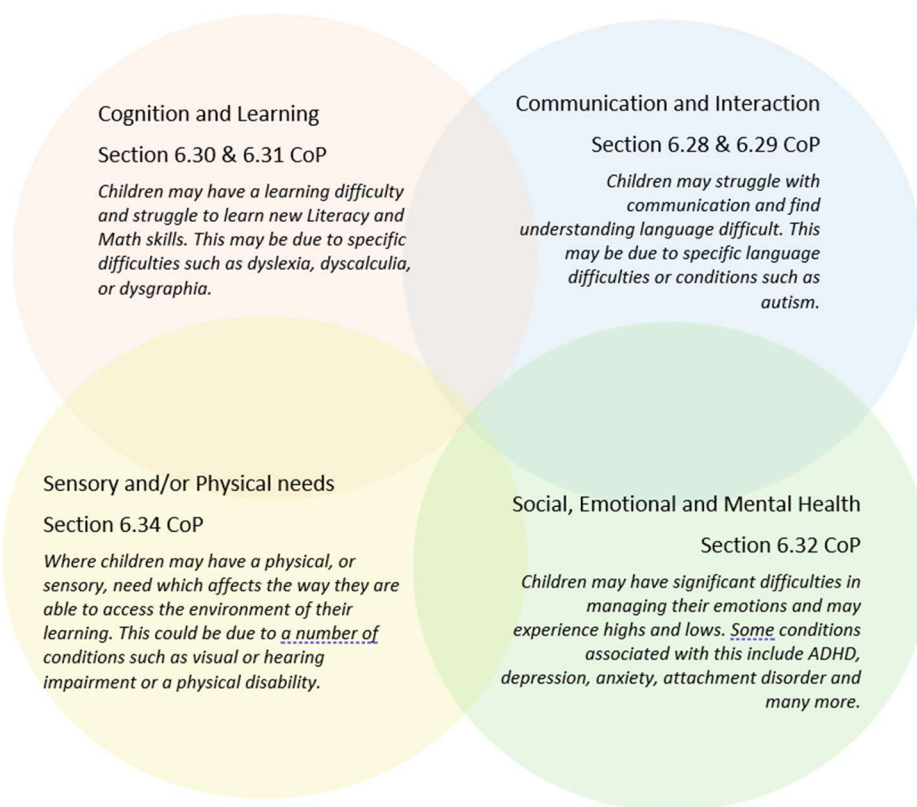 Cognition and Learning
Section 6.30 & 6.31 CoP
Children may have a learning difficulty
and struggle to learn new Literacy and
Math skills. This may be due to specific
difficulties such as dyslexia, dyscalculia,
or dysgraphia.
Communication and Interaction
Section 6.28 & 6.29 CoP
Children may struggle with
communication and find
understanding language difficult. This
may be due to specific language
difficulties or conditions such as
autism.
Sensory and/or Physical needs
Section 6.34 CoP
Where children may have a physical, or
sensory, need which affects the way they are
able to access the environment of their
learning. This could be due to a number of
conditions such as visual or hearing
impairment or a physical disability.
Social, Emotional and Mental Health
Section 6.32 CoP
Children may have significant difficulties in
managing their emotions and may
experience highs and lows. Some conditions
associated with this include ADHD,
depression, anxiety, attachment disorder and
many more.